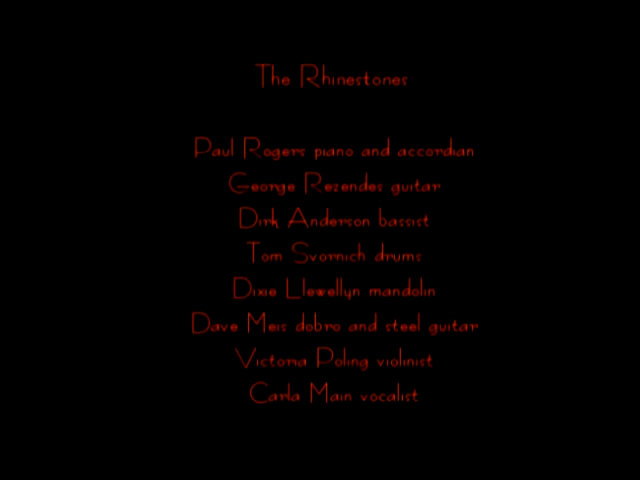 The Rhinestones
Paul Rogers piano and accordian
George Rezendes guitar
Dirk Anderson bassist
Tom Svornich drums
Dixie Llewellyn mandolin
Dave Meis dobro and steel guitar
Victoria Poling violinist
Carla Main vocalist